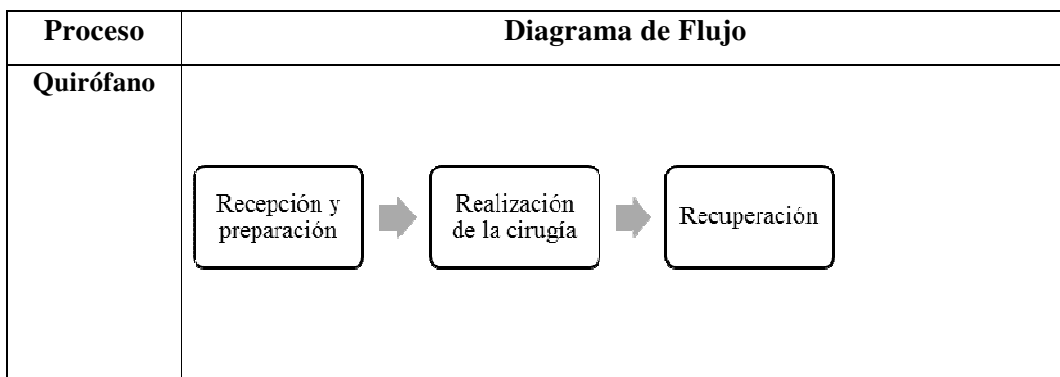 Proceso
Diagrama de Flujo
Quirófano
Recepción y
preparación
Realización
de la cirugía
Recuperación